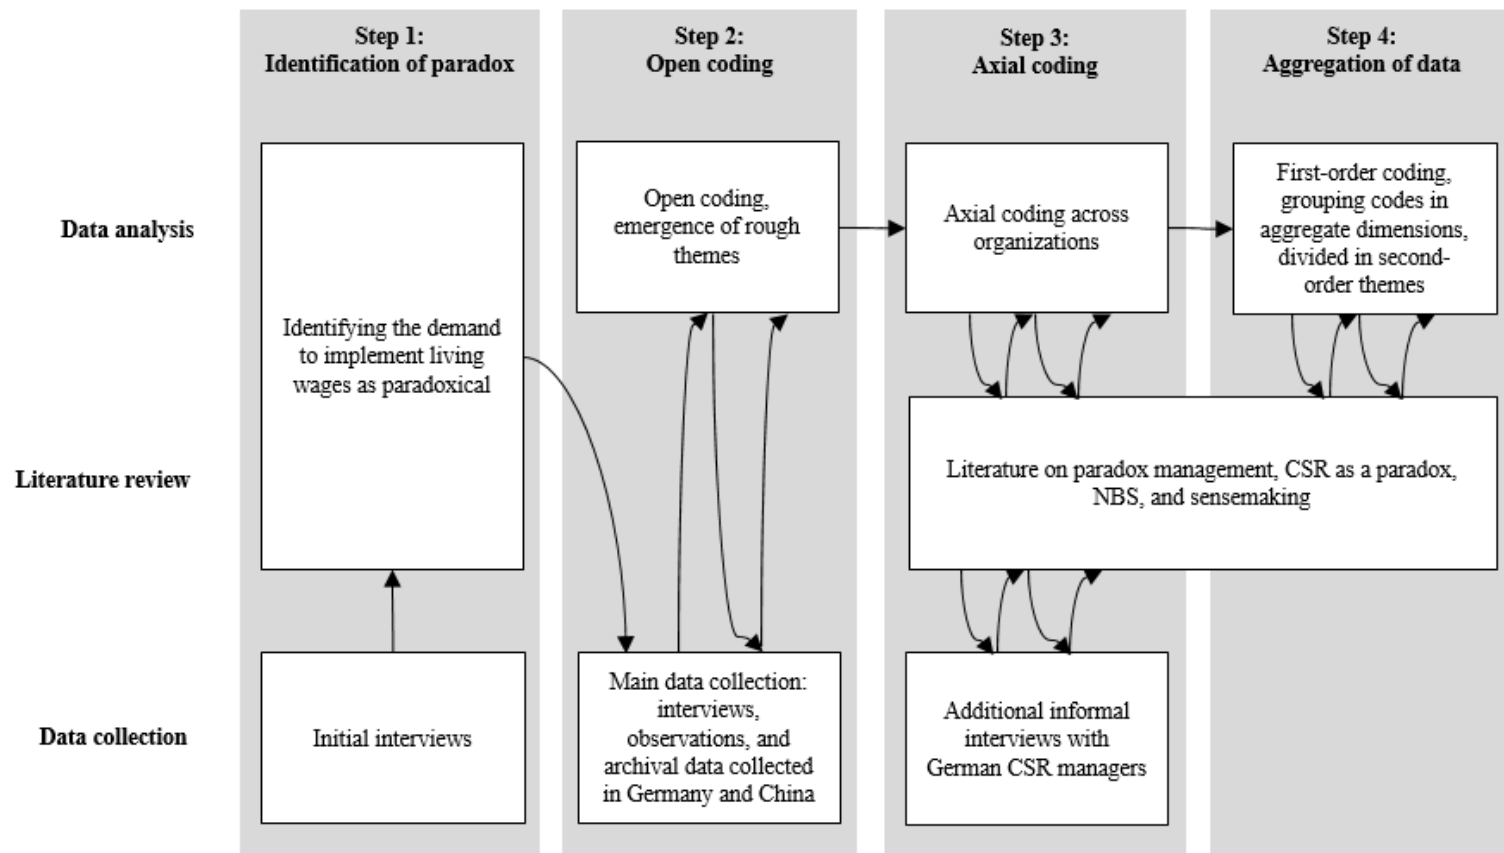 Step 1:
Identification of paradox
Step 2:
Open coding
Step 3:
Axial coding
Step 4:
Aggregation of data
Data analysis
Literature review
Data collection
Identifying the demand
to implement living
wages as paradoxical
Initial interviews
Open coding,
emergence of rough
themes
Main data collection:
interviews,
observations, and
archival data collected
in Germany and China
Axial coding across
organizations
First-order coding,
grouping codes in
aggregate dimensions,
divided in second-
order themes
Literature on paradox management, CSR as a paradox,
NBS, and sensemaking
Additional informal
interviews with
German CSR managers